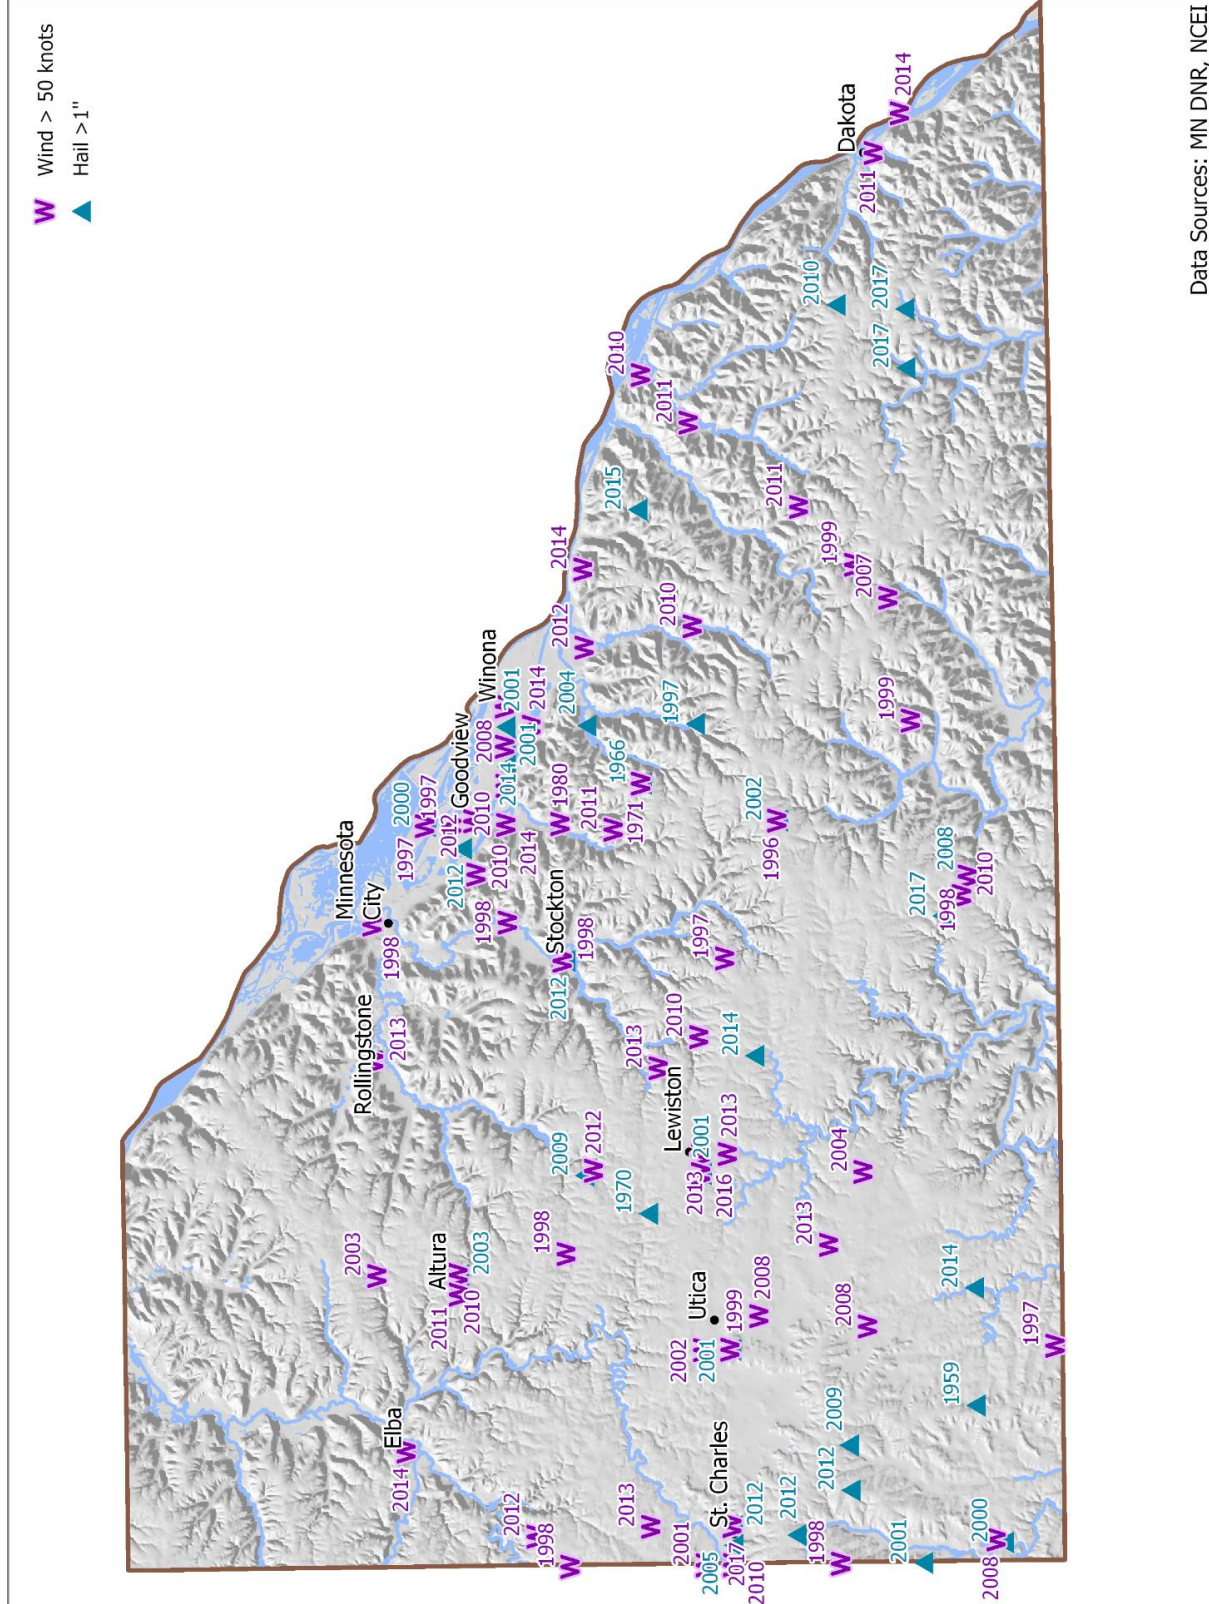 Wind > 50 knots
Hail >1"
W
2014
Dakota
W
2011
W
2010
2017
2017
2010
W
2011
W
2015
2011
W
1999
W
2007
W
2014
W
2012
W
2010
W
Winona
2001
2014
2004
1997
1999
W
Goodview
2008
W
2001
2014
1966
W
1980
W
2011
1971
W
2002
1996
W
2000
1997
1997
W
2012
2010
W
W
2012
W
2010
2014
Minnesota
City
W
1998
1998
W
Stockton
W
1998
2012
1997
W
2008
2017
1998
W
W
2010
Rollingstone
W
2013
2013
W
2010
W
2014
Lewiston
2001
2013
W
2013
W
2016
2009
2012
W
1970
2004
W
2013
W
1998
W
2003
W
Altura
2003
W
W
2011
2010
Utica
1999
2008
W
2002
2001
W
2008
W
2014
1997
W
1959
Elba
2014
W
2012
W
1998
W
2013
W
St. Charles
2012
W
2001
2005
2017
2010
2012
2012
2009
1998
W
2001
2000
2008
W
Data Sources: MN DNR, NCEI